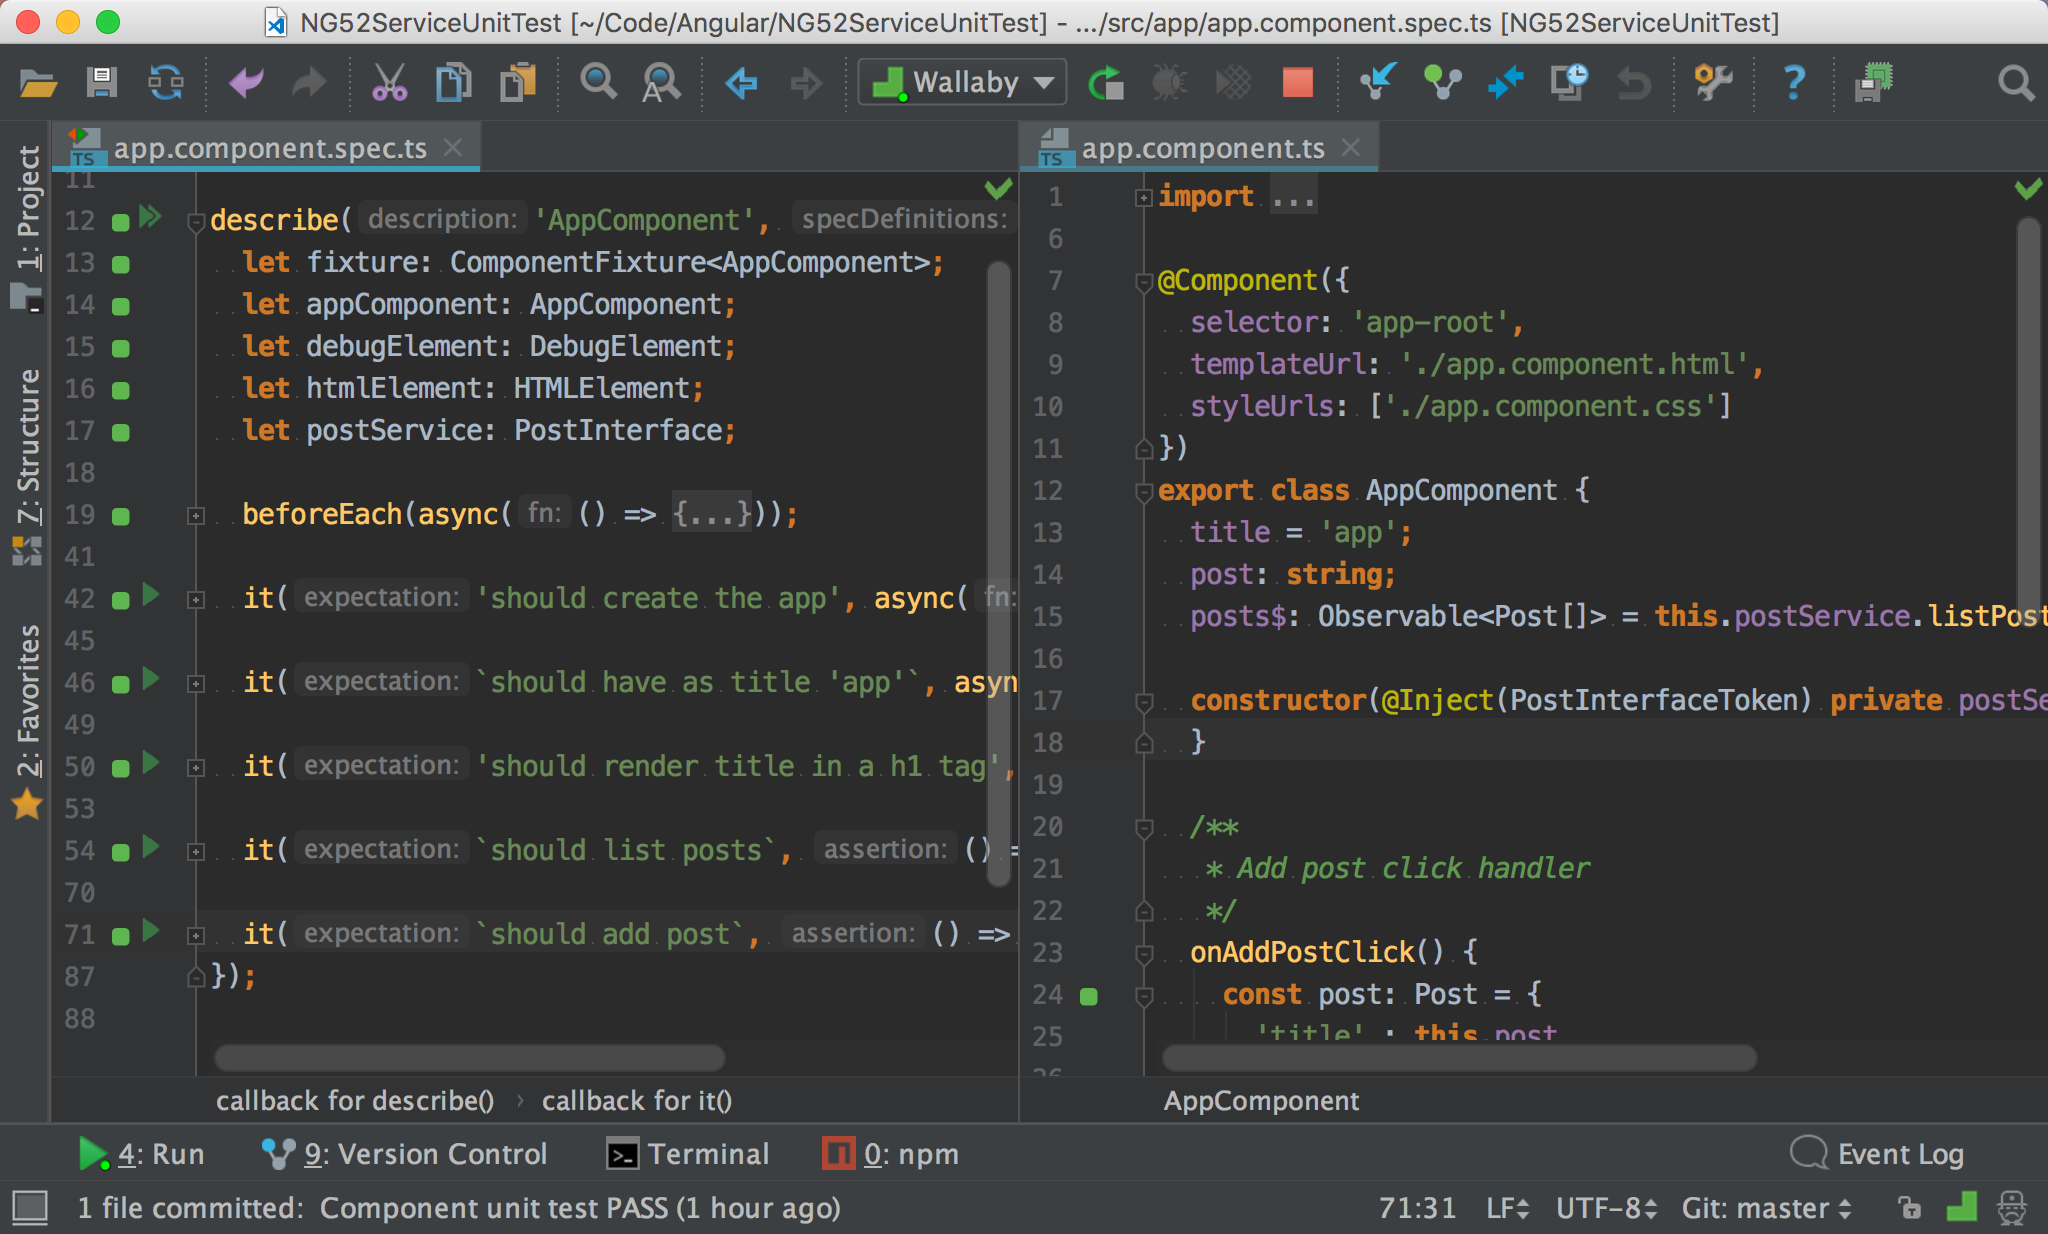 NG52ServiceUnitTest [~/Code/Angular/NG52ServiceUnitTest] - .../src/app/app.component.spec.ts [NG52ServiceUnitTest]
Wallaby
1: Project
7: Structure
2: Favorites
TS app.component.spec.ts
11
12 describe( description: 'AppComponent', specDefinitions:
13 let fixture: ComponentFixture<AppComponent>;
14 let appComponent: AppComponent;
15 let debugElement: DebugElement;
16 let htmlElement: HTMLElement;
17 let postService: PostInterface;
18
19 beforeEach(async( fn: () => {...}));
41
42 it( expectation: 'should create the app', async( fn:
45
46 it( expectation: `should have as title 'app'`, asyn
49
50 it( expectation: 'should render title in a h1 tag',
53
54 it( expectation: `should list posts`, assertion: () =
70
71 it( expectation: `should add post`, assertion: () =>
87 });
88
callback for describe() › callback for it()
TS app.component.ts
1 import ...
6
7 @Component({
8 selector: 'app-root',
9 templateUrl: './app.component.html',
10 styleUrls: ['./app.component.css']
11 })
12 export class AppComponent {
13 title = 'app';
14 post: string;
15 posts$: Observable<Post[]> = this.postService.listPost
16
17 constructor(@Inject(PostInterfaceToken) private postSe
18 }
19
20 /**
21 * Add post click handler
22 */
23 onAddPostClick() {
24 const post: Post = {
25 'title' : this.post
26
AppComponent
4: Run 9: Version Control Terminal 0: npm Event Log
1 file committed: Component unit test PASS (1 hour ago) 71:31 LF UTF-8 Git: master